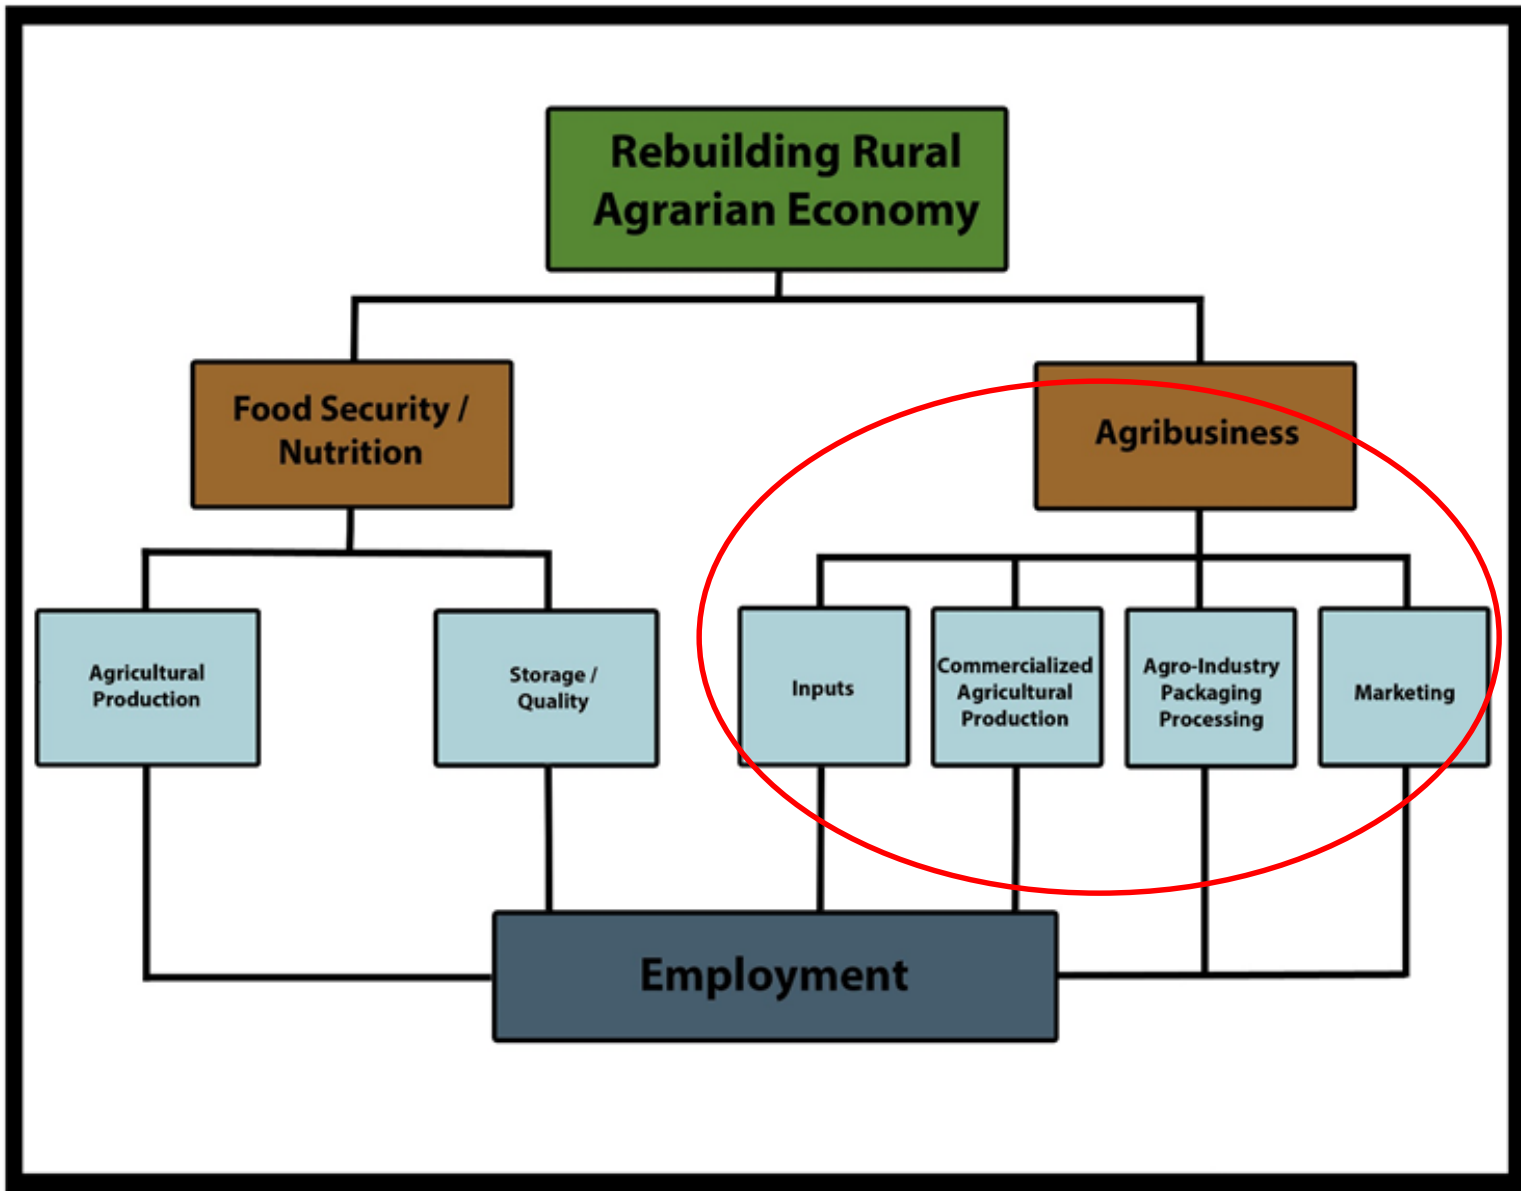 Rebuilding Rural
Agrarian Economy
Food Security /
Nutrition
Agribusiness
Agricultural
Production
Storage /
Quality
Inputs
Commercialized
Agricultural
Production
Agro-Industry
Packaging
Processing
Marketing
Employment